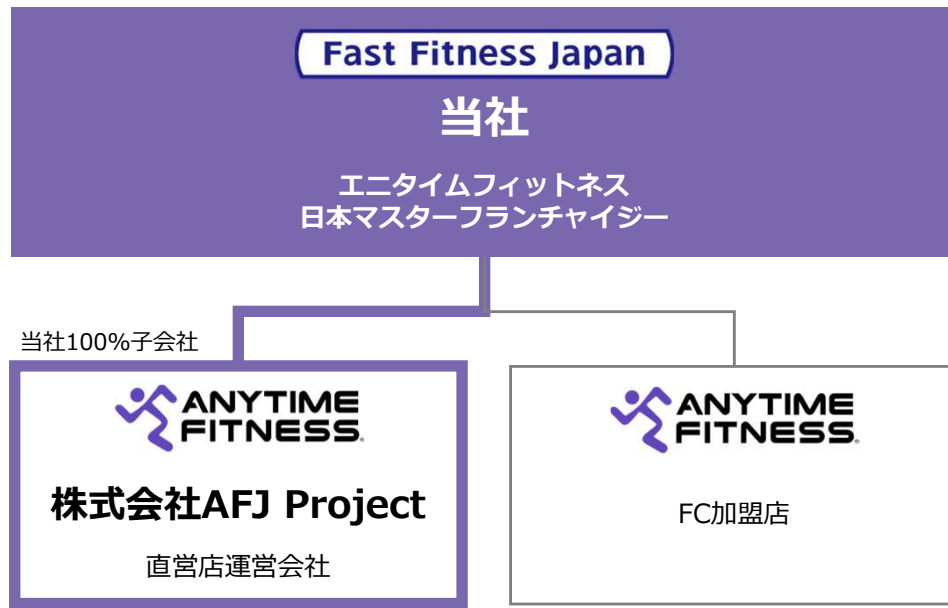 Fast Fitness Japan
当社
エニタイムフィットネス
日本マスターフランチャイジー
当社100%子会社
ANYTIME
FITNESS.
株式会社AFJ Project
直営店運営会社
ANYTIME
FITNESS®
FC加盟店